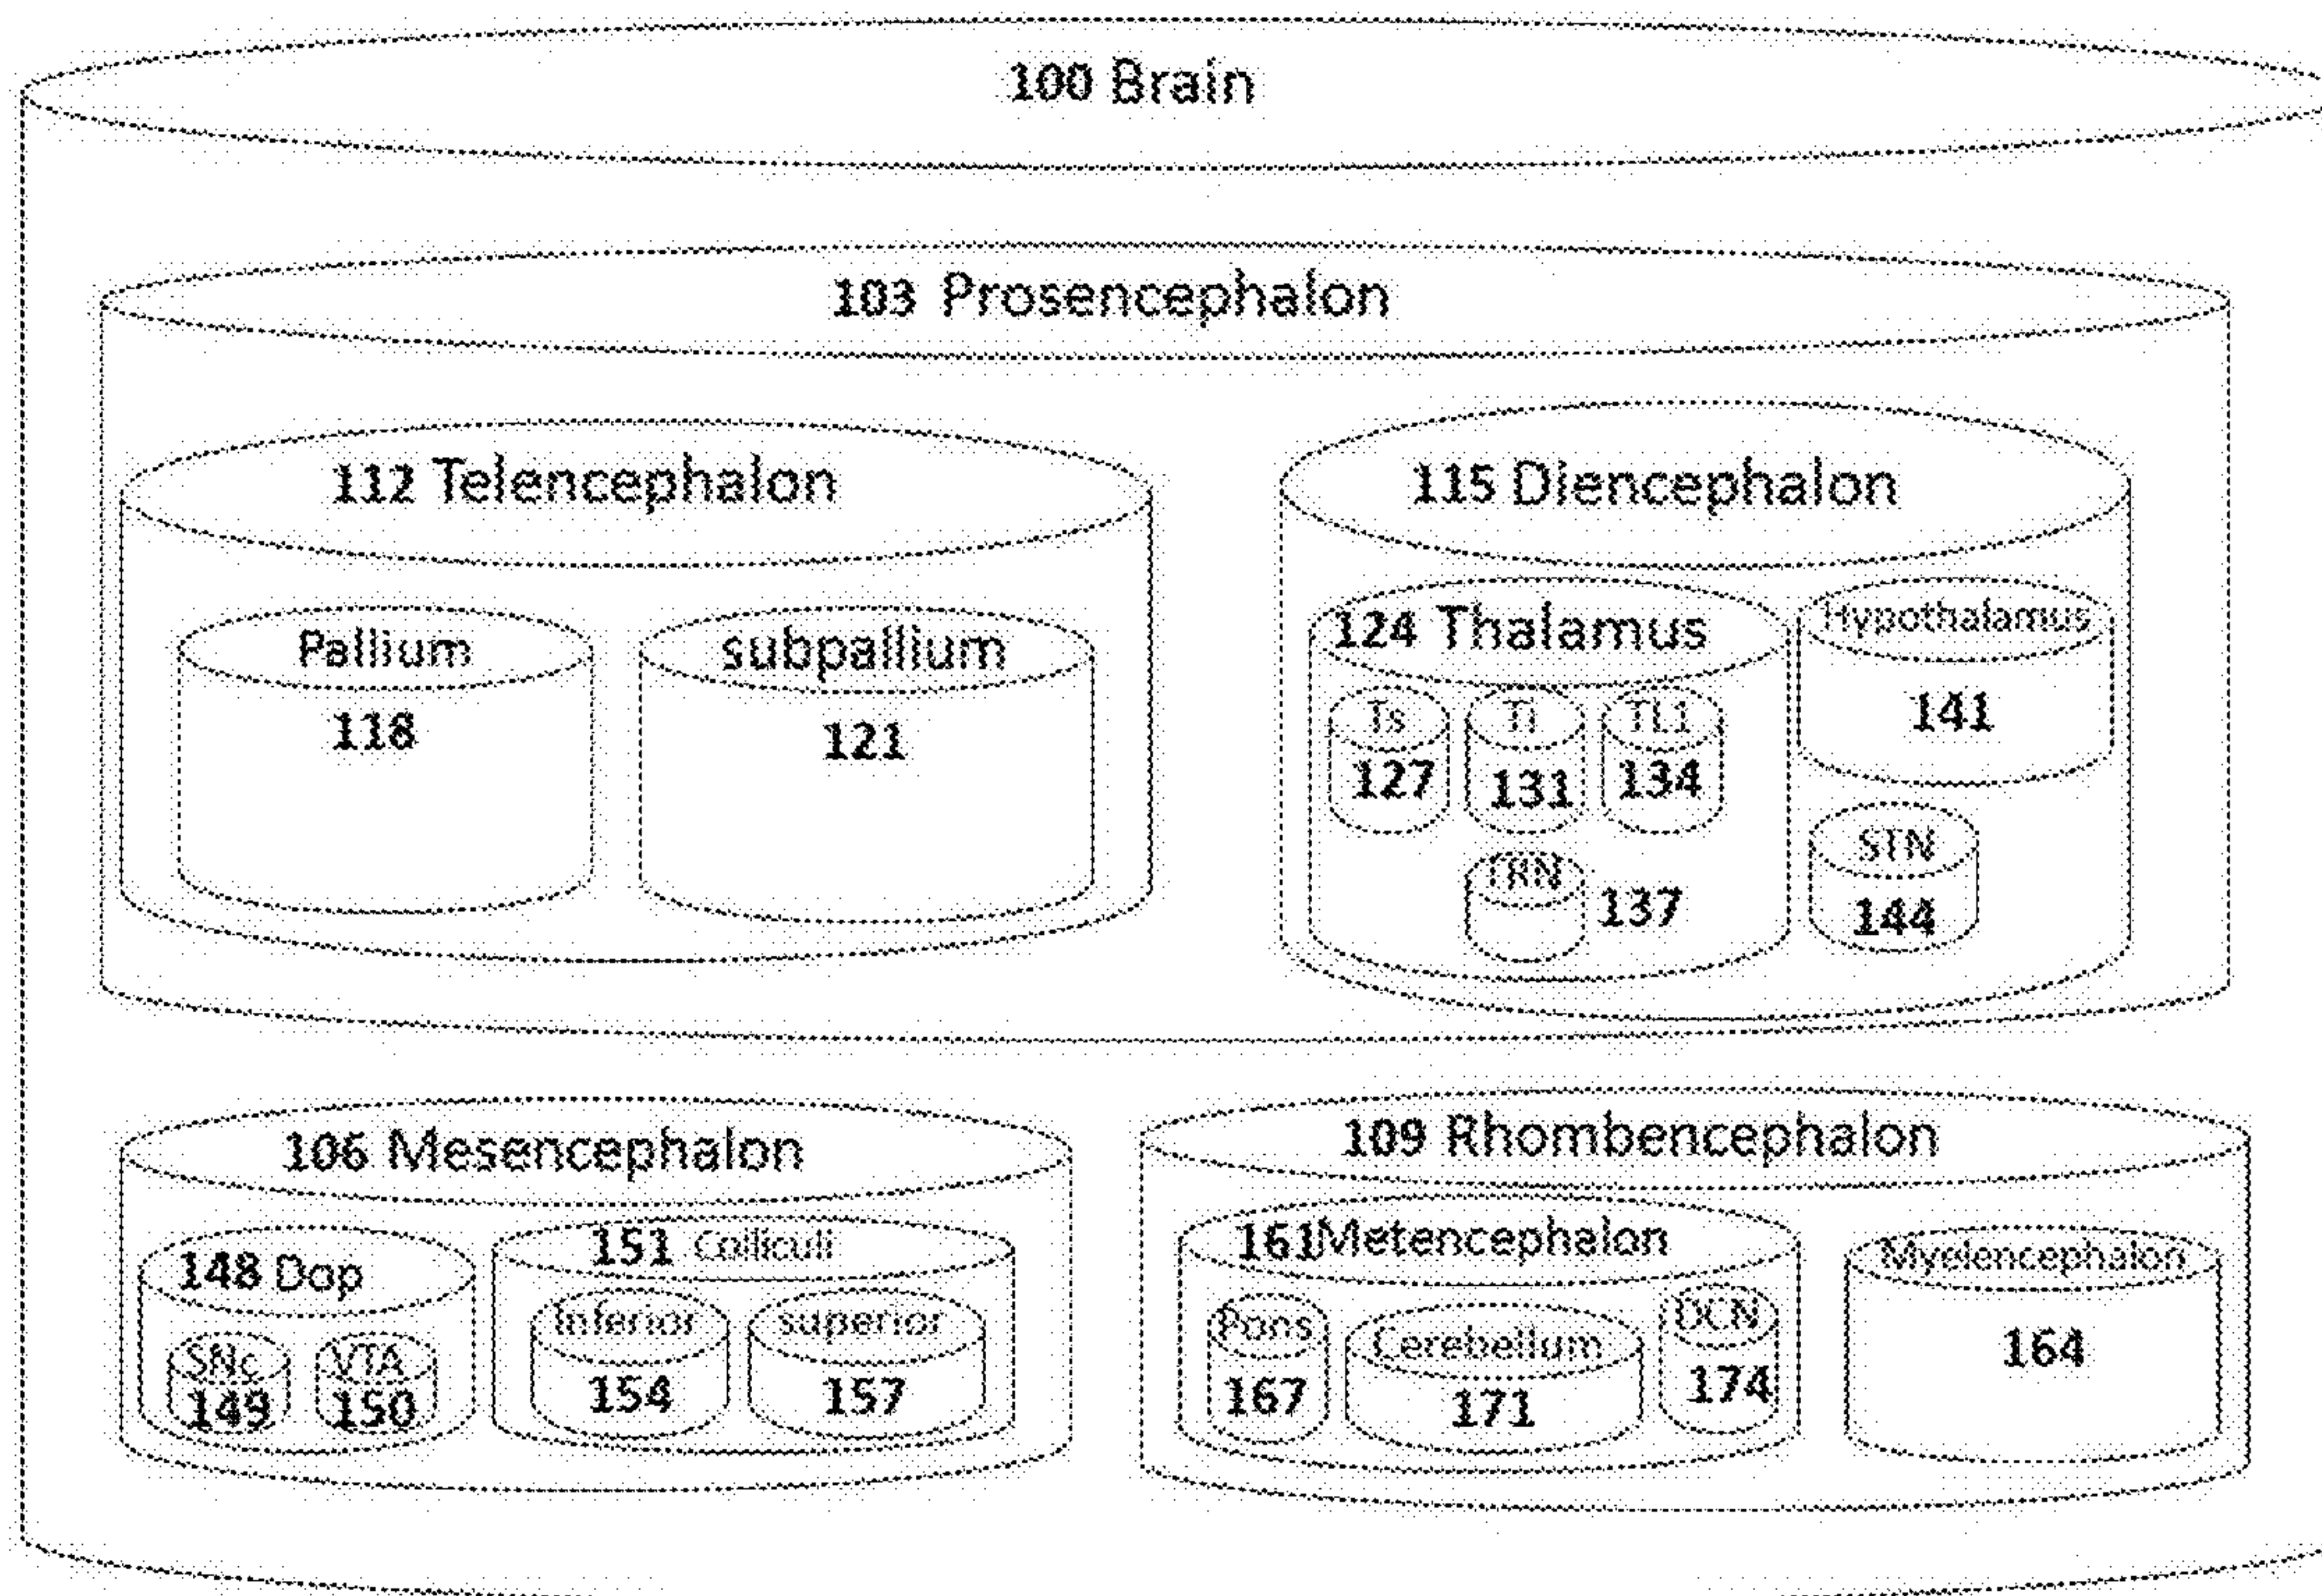 100 Brain
103 Prosencephalon
112 Telencephalon
Pallium
118
subpallium
121
115 Diencephalon
124 Thalamus
Ts
127
TI
131
TL1
134
TRN
137
Hypothalamus
141
STN
144
106 Mesencephalon
148 Dop
SNc
149
VTA
150
151 Colliculi
Inferior
154
superior
157
109 Rhombencephalon
161Metencephalon
Pons
167
Cerebellum
171
DCN
174
Myelencephalon
164